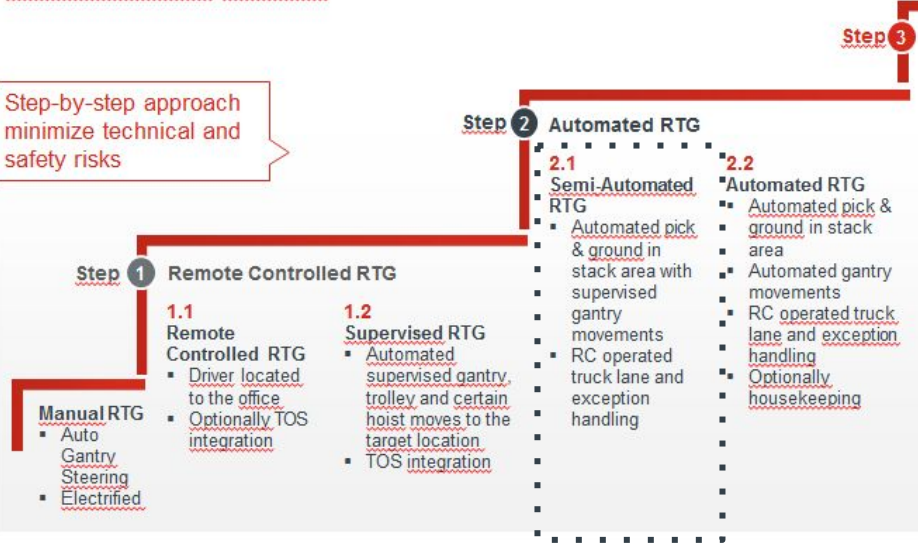 Step 3
Step-by-step approach
minimize technical and
safety risks
Step 2 Automated RTG
2.1
Semi-Automated
RTG
▪ Automated pick
& ground in
stack area with
supervised
gantry
movements
▪ RC operated
truck lane and
exception
handling
2.2
Automated RTG
▪ Automated pick &
ground in stack
area
▪ Automated gantry
movements
▪ RC operated truck
lane and exception
handling
▪ Optionally
housekeeping
Step 1 Remote Controlled RTG
1.1
Remote
Controlled RTG
▪ Driver located
to the office
▪ Optionally TOS
integration
1.2
Supervised RTG
▪ Automated
supervised gantry,
trolley and certain
hoist moves to the
target location
▪ TOS integration
Manual RTG
▪ Auto
Gantry
Steering
▪ Electrified